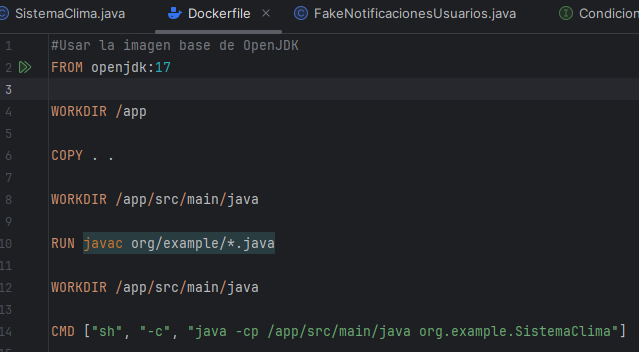 SistemaClima.java Dockerfile FakeNotificacionesUsuarios.java Condicion
1 #Usar la imagen base de OpenJDK
2 FROM openjdk:17
3
4 WORKDIR /app
5
6 COPY . .
7
8 WORKDIR /app/src/main/java
9
10 RUN javac org/example/*.java
11
12 WORKDIR /app/src/main/java
13
14 CMD ["sh", "-c", "java -cp /app/src/main/java org.example.SistemaClima"]